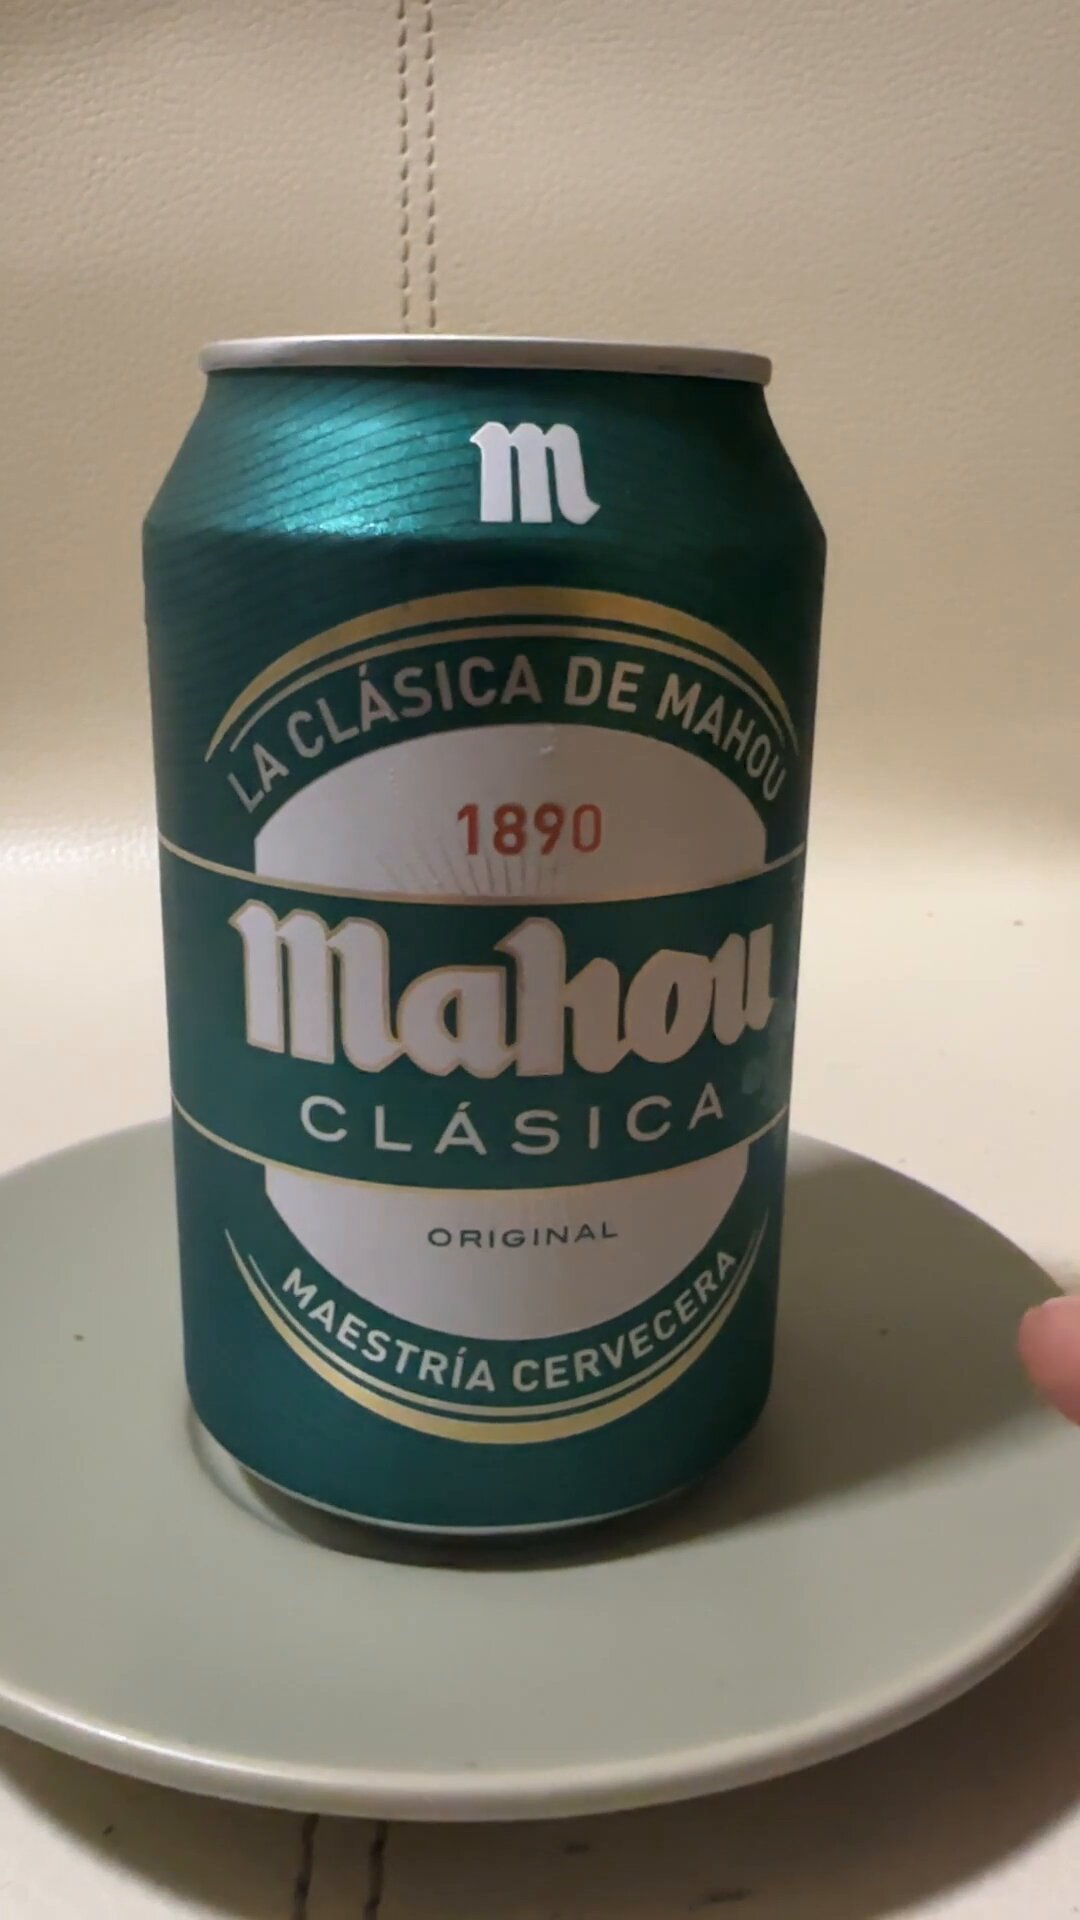 m
LA CLÁSICA DE MAHOU
1890
Mahou
CLÁSICA
ORIGINAL
MAESTRÍA CERVECERA